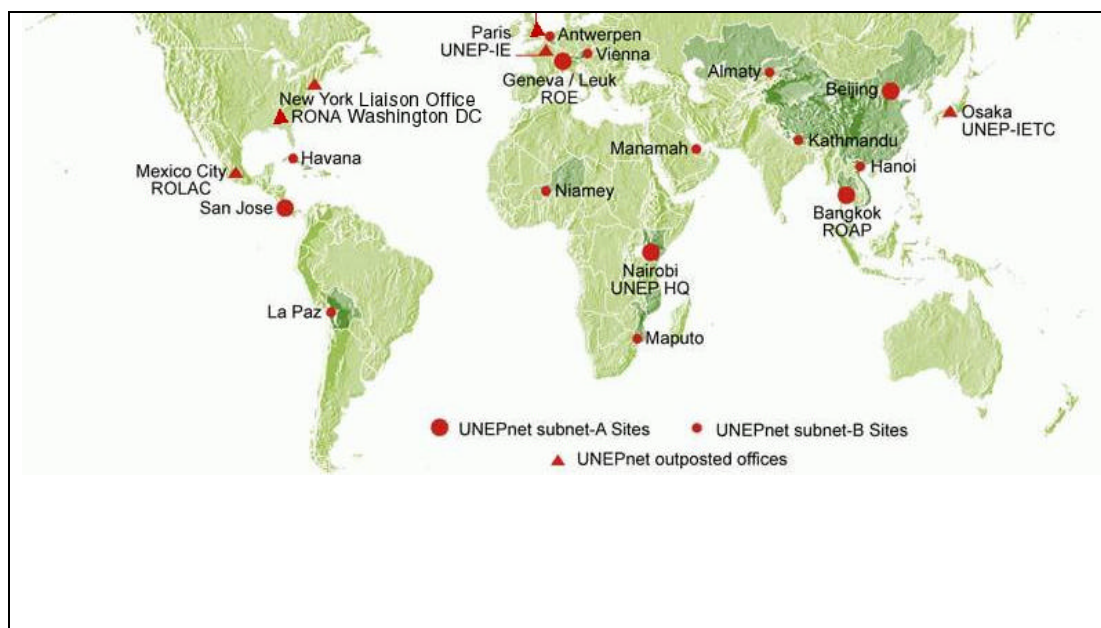 Paris
UNEP-IE
Antwerpen
Vienna
Geneva / Leuk
ROE
Almaty
Beijing
Osaka
UNEP-IETC
New York Liaison Office
RONA Washington DC
Havana
Mexico City
ROLAC
San Jose
Manamah
Kathmandu
Hanoi
Niamey
Bangkok
ROAP
Nairobi
UNEP HQ
La Paz
Maputo
UNEPnet subnet-A Sites
UNEPnet subnet-B Sites
UNEPnet outposted offices